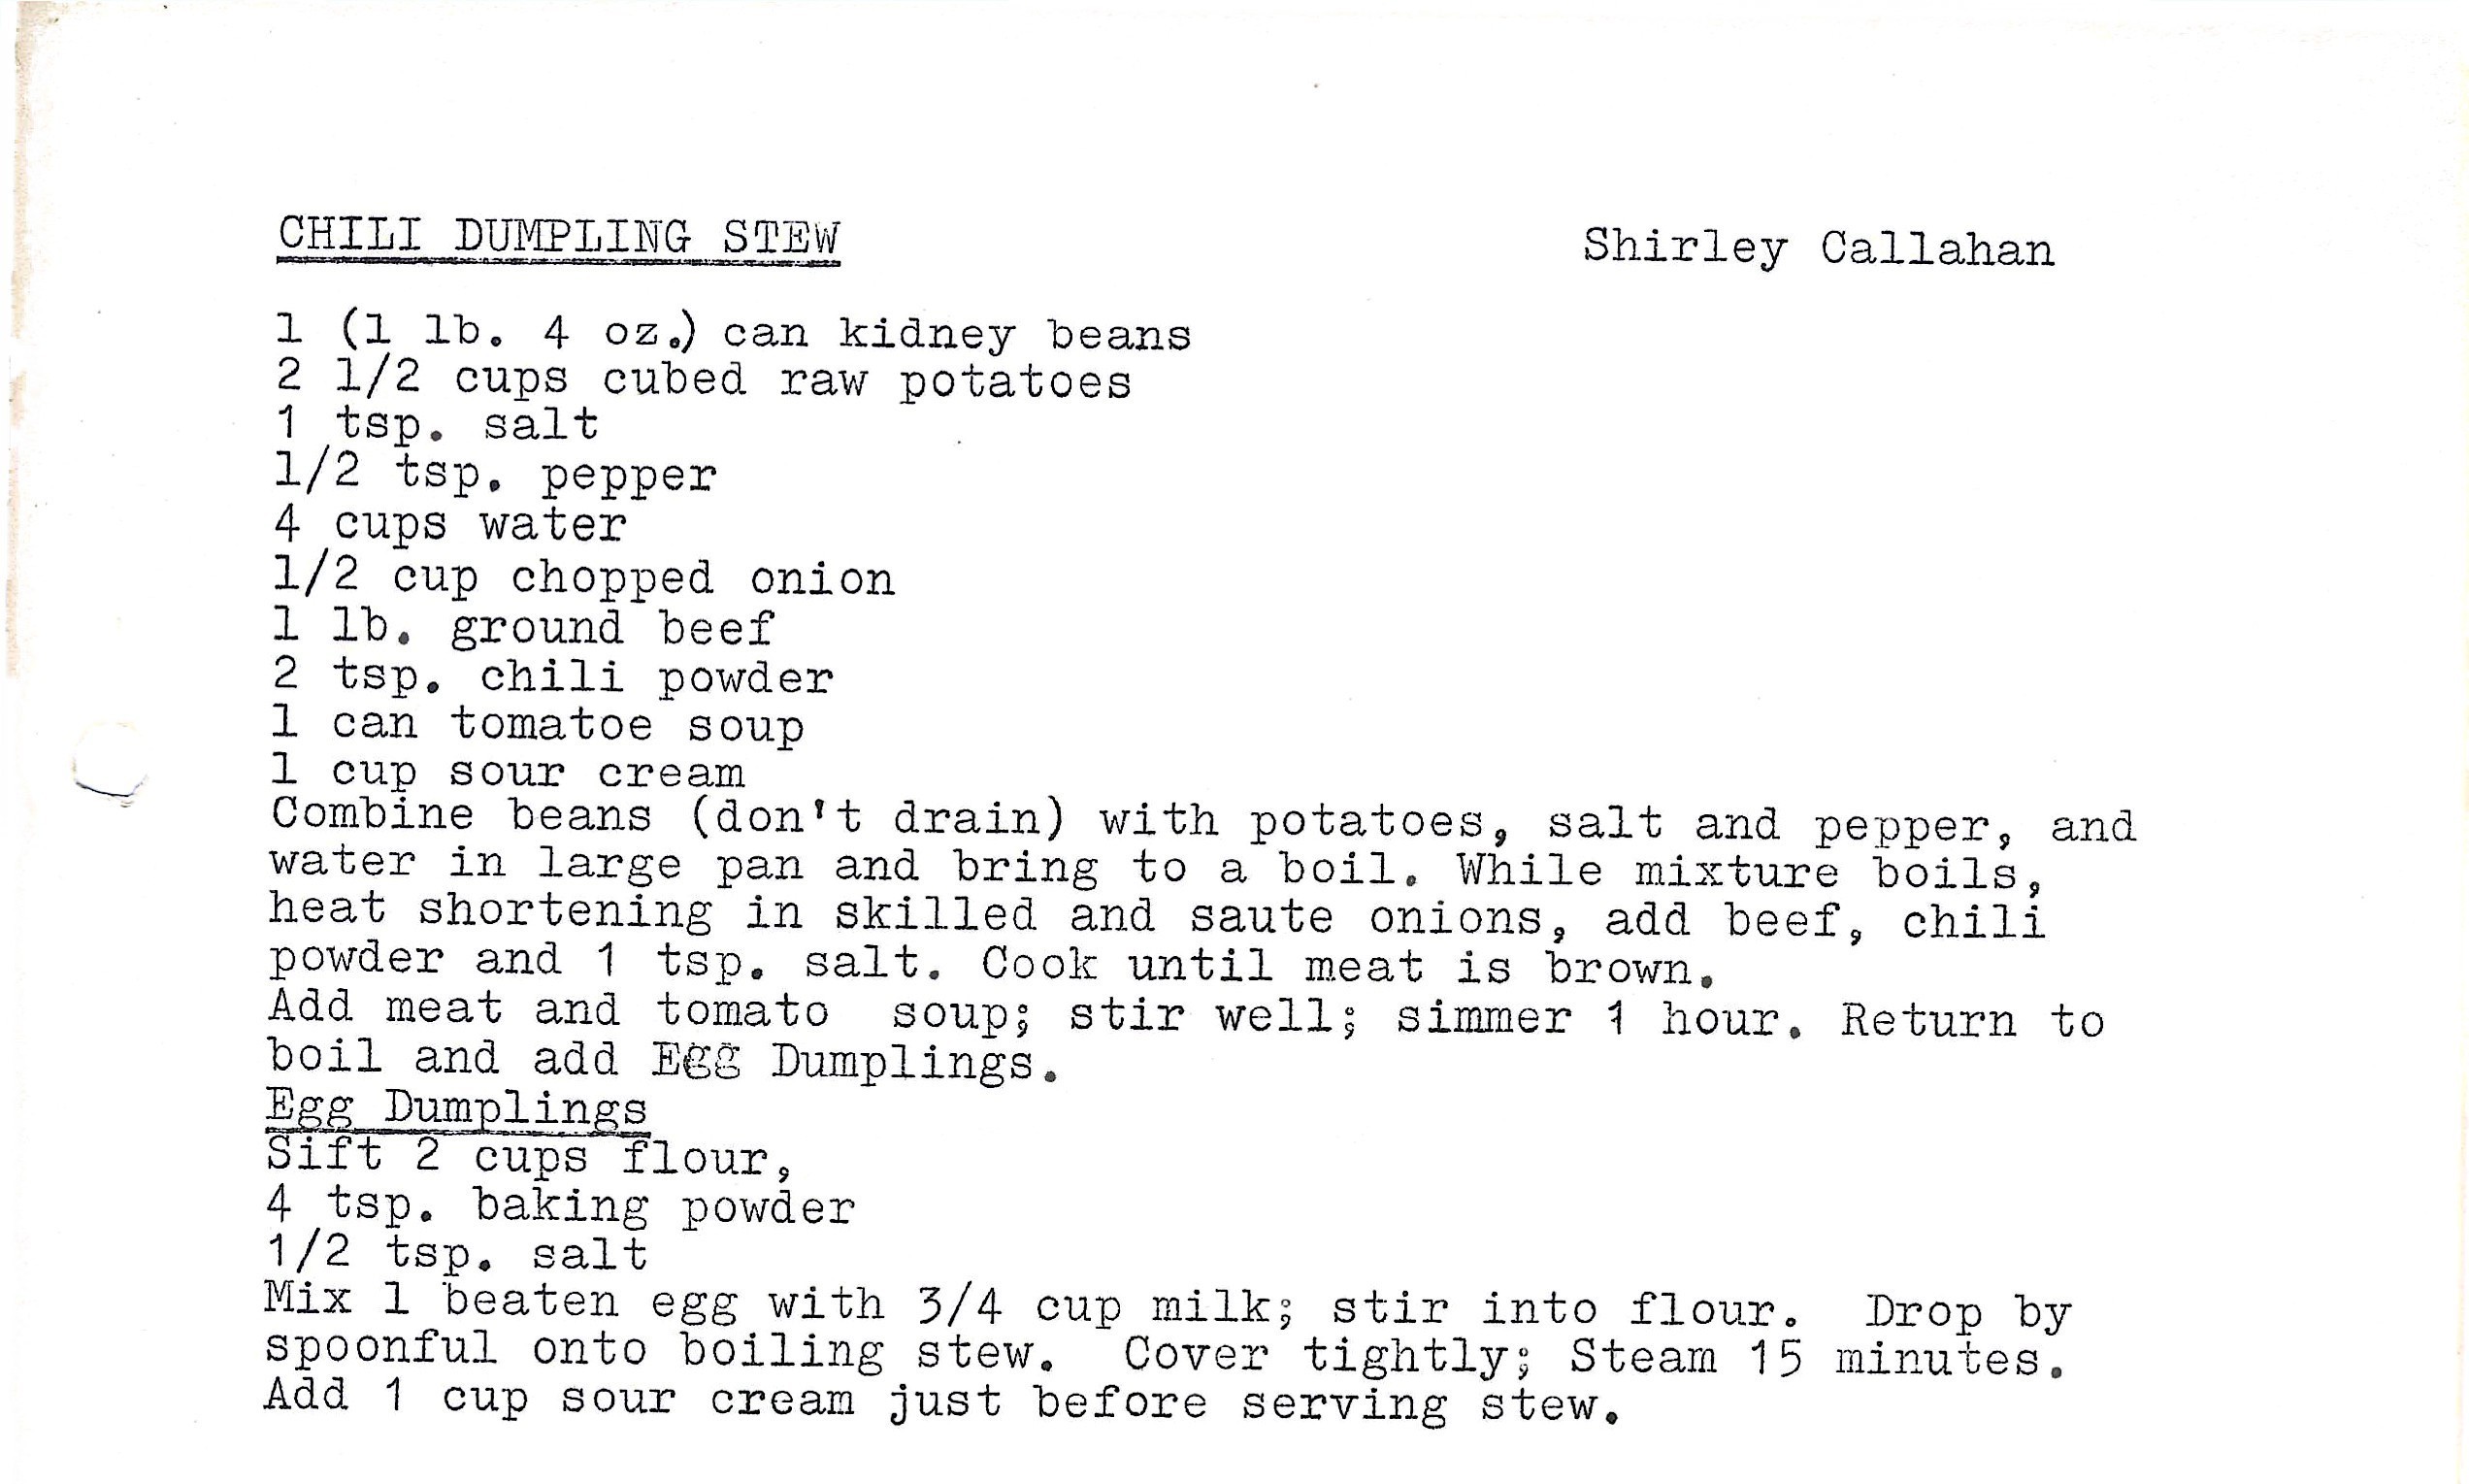 CHILI DUMPLING STEW Shirley Callahan
1 (1 lb. 4 oz.) can kidney beans
2 1/2 cups cubed raw potatoes
1 tsp. salt
1/2 tsp. pepper
4 cups water
1/2 cup chopped onion
1 lb. ground beef
2 tsp. chili powder
1 can tomatoe soup
1 cup sour cream
Combine beans (don't drain) with potatoes, salt and pepper, and
water in large pan and bring to a boil. While mixture boils,
heat shortening in skilled and saute onions, add beef, chili
powder and 1 tsp. salt. Cook until meat is brown.
Add meat and tomato soup; stir well; simmer 1 hour. Return to
boil and add Egg Dumplings.
Egg Dumplings
Sift 2 cups flour,
4 tsp. baking powder
1/2 tsp. salt
Mix 1 beaten egg with 3/4 cup milk; stir into flour. Drop by
spoonful onto boiling stew. Cover tightly; Steam 15 minutes.
Add 1 cup sour cream just before serving stew.